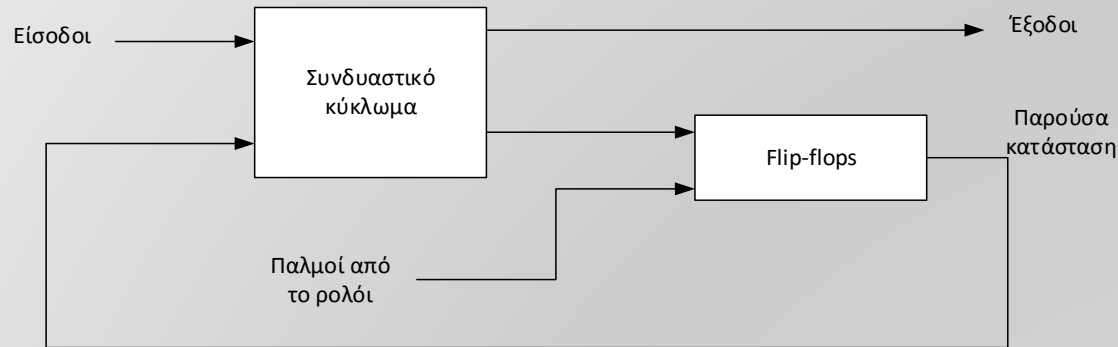 Είσοδοι
Συνδυαστικό
κύκλωμα
Έξοδοι
Παρούσα
κατάσταση
Flip-flops
Παλμοί από
το ρολόι